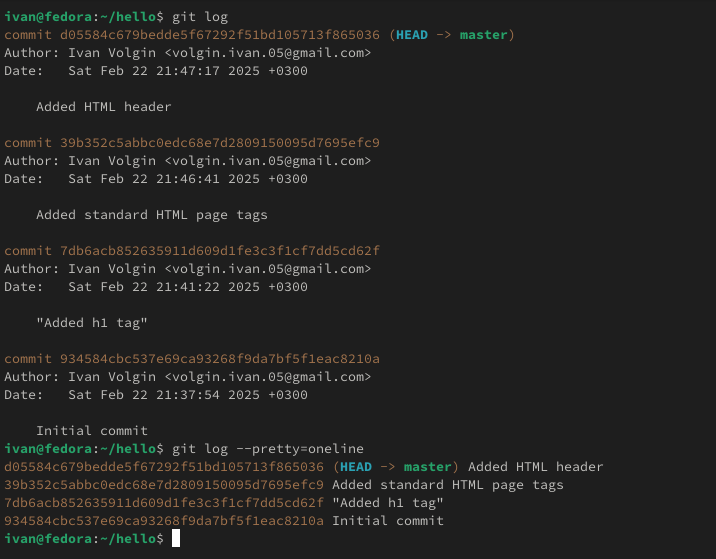 ivan@fedora:~/hello$ git log
commit d05584c679bedde5f67292f51bd105713f865036 (HEAD -> master)
Author: Ivan Volgin <volgin.ivan.05@gmail.com>
Date:   Sat Feb 22 21:47:17 2025 +0300
    Added HTML header
commit 39b352c5abbc0edc68e7d2809150095d7695efc9
Author: Ivan Volgin <volgin.ivan.05@gmail.com>
Date:   Sat Feb 22 21:46:41 2025 +0300
    Added standard HTML page tags
commit 7db6acb852635911d609d1fe3c3f1cf7dd5cd62f
Author: Ivan Volgin <volgin.ivan.05@gmail.com>
Date:   Sat Feb 22 21:41:22 2025 +0300
    "Added h1 tag"
commit 934584cbc537e69ca93268f9da7bf5f1eac8210a
Author: Ivan Volgin <volgin.ivan.05@gmail.com>
Date:   Sat Feb 22 21:37:54 2025 +0300
    Initial commit
ivan@fedora:~/hello$ git log --pretty=oneline
d05584c679bedde5f67292f51bd105713f865036 (HEAD -> master) Added HTML header
39b352c5abbc0edc68e7d2809150095d7695efc9 Added standard HTML page tags
7db6acb852635911d609d1fe3c3f1cf7dd5cd62f "Added h1 tag"
934584cbc537e69ca93268f9da7bf5f1eac8210a Initial commit
ivan@fedora:~/hello$